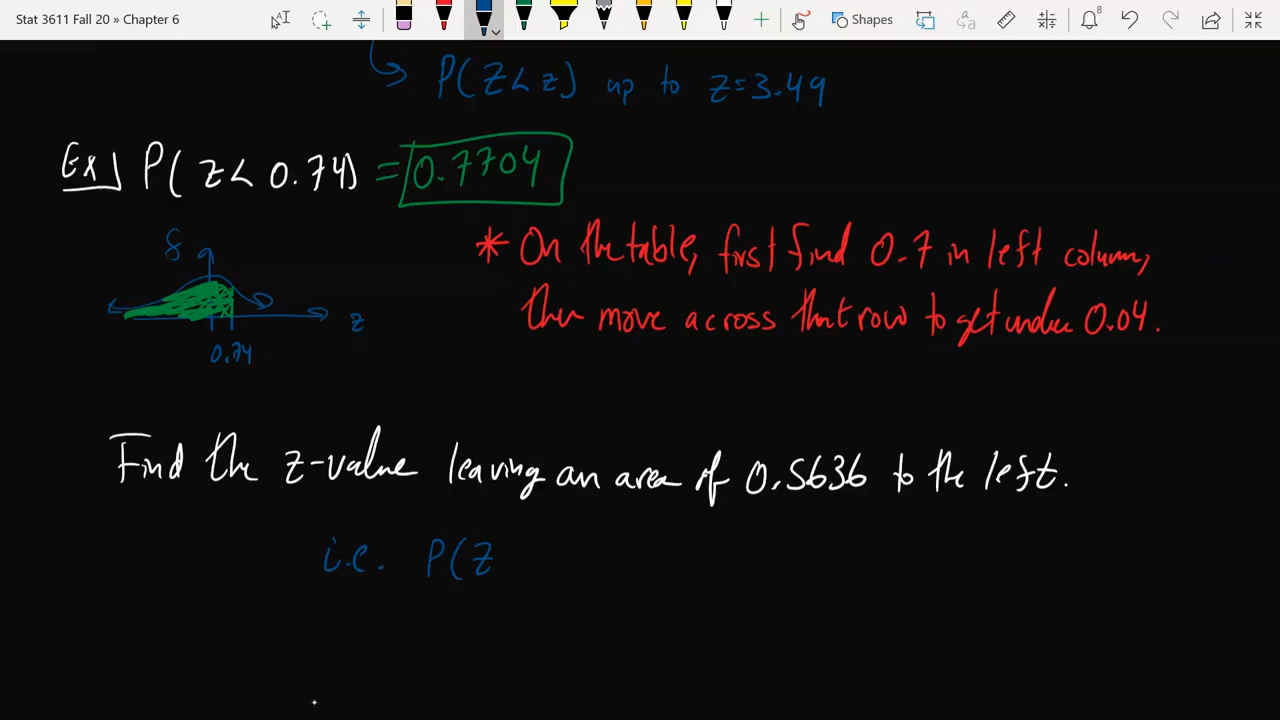 Stat 3611 Fall 20 » Chapter 6
Shapes
8
P(Z < z) up to z = 3.49
Ex] P( Z < 0.74) = 0.7704
* On the table, first find 0.7 in left column,
then move across that row to get under 0.04.
z
0.74
Find the z-value leaving an area of 0.5636 to the left.
i.e. P(Z